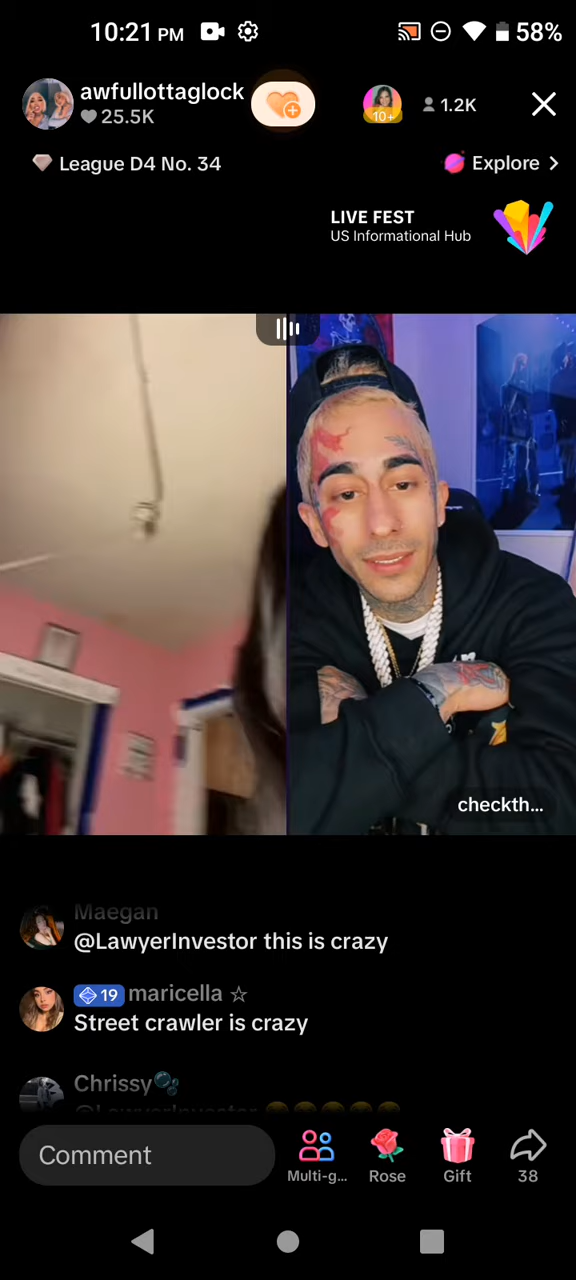 10:21 PM
58%
awfullottaglock
25.5K
10+
1.2K
League D4 No. 34
Explore >
LIVE FEST
US Informational Hub
checkth...
Maegan
@LawyerInvestor this is crazy
19 maricella ☆
Street crawler is crazy
Chrissy🫧
@LawyerInvestor
Comment
Multi-g...
Rose
Gift
38